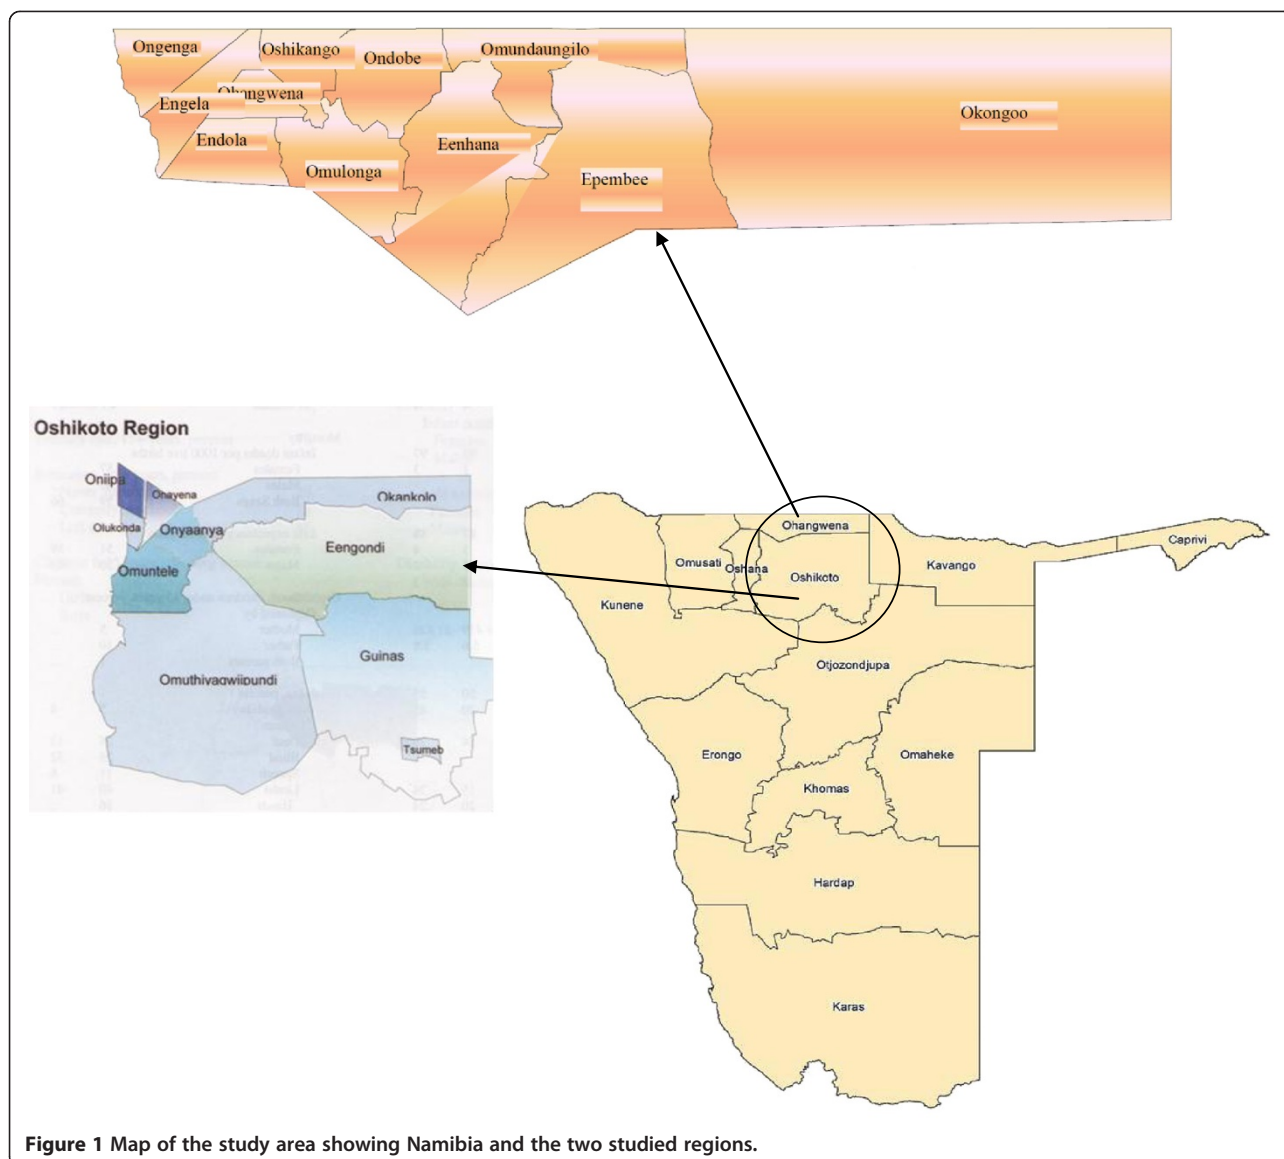 Ongenga
Oshikango
Ondobe
Omundaungilo
Ohangwena
Engela
Okongoo
Endola
Eenhana
Omulonga
Epembee
Oshikoto Region
Oniipa
Onayena
Okankolo
Olukonda
Onyaanya
Eengondi
Omuntele
Guinas
Omuthiyaqwiipundi
Tsumeb
Ohangwena
Caprivi
Omusati
Oshana
Oshikoto
Kavango
Kunene
Otjozondjupa
Erongo
Omaheke
Khomas
Hardap
Karas
Figure 1 Map of the study area showing Namibia and the two studied regions.